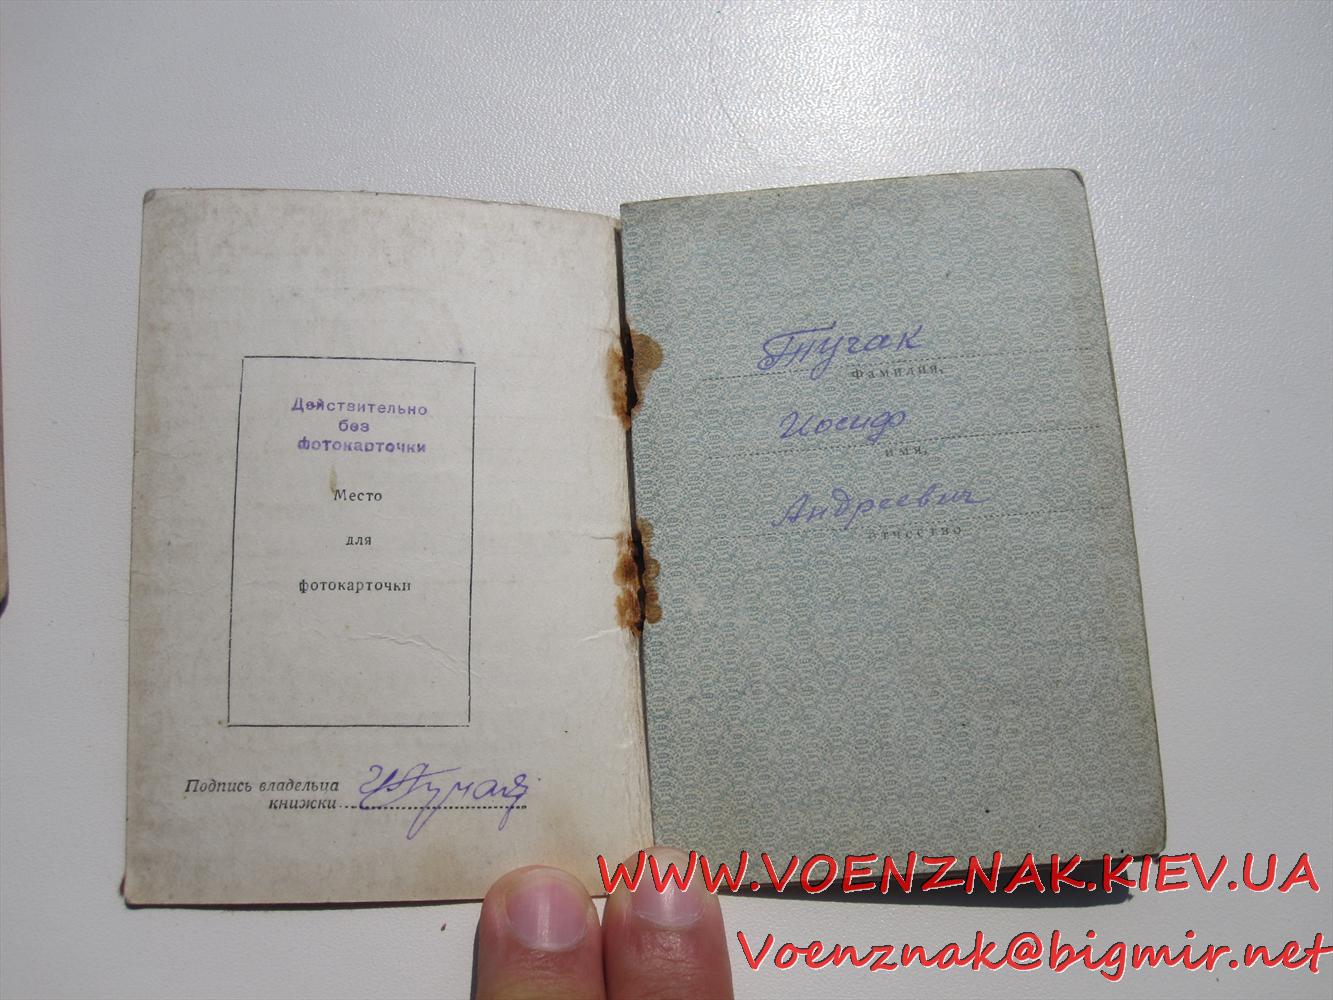 Действительно
без
фотокарточки
Место
для
фотокарточки
Подпись владельца
книжки
Тучак
Фамилия,
Иосиф
имя,
Андреевич
отчество
WWW.VOENZNAK.KIEV.UA
Voenznak@bigmir.net